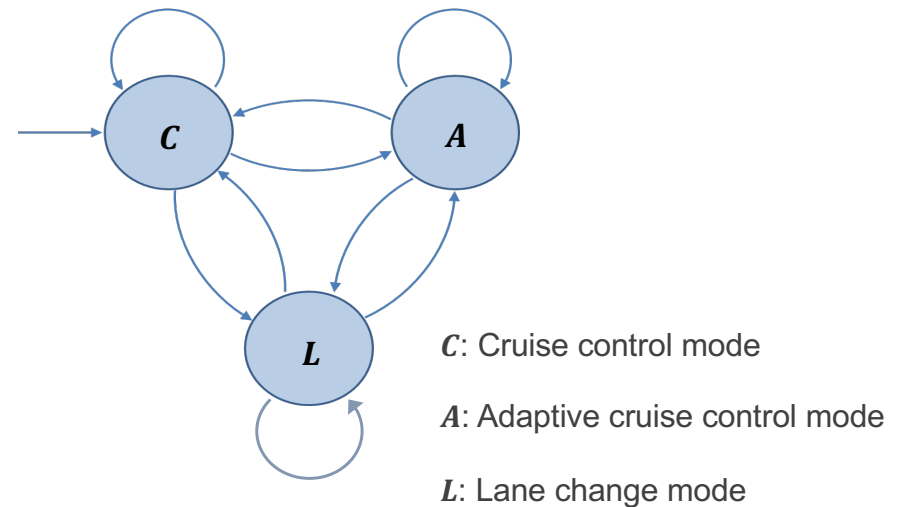 C
A
L
C: Cruise control mode
A: Adaptive cruise control mode
L: Lane change mode